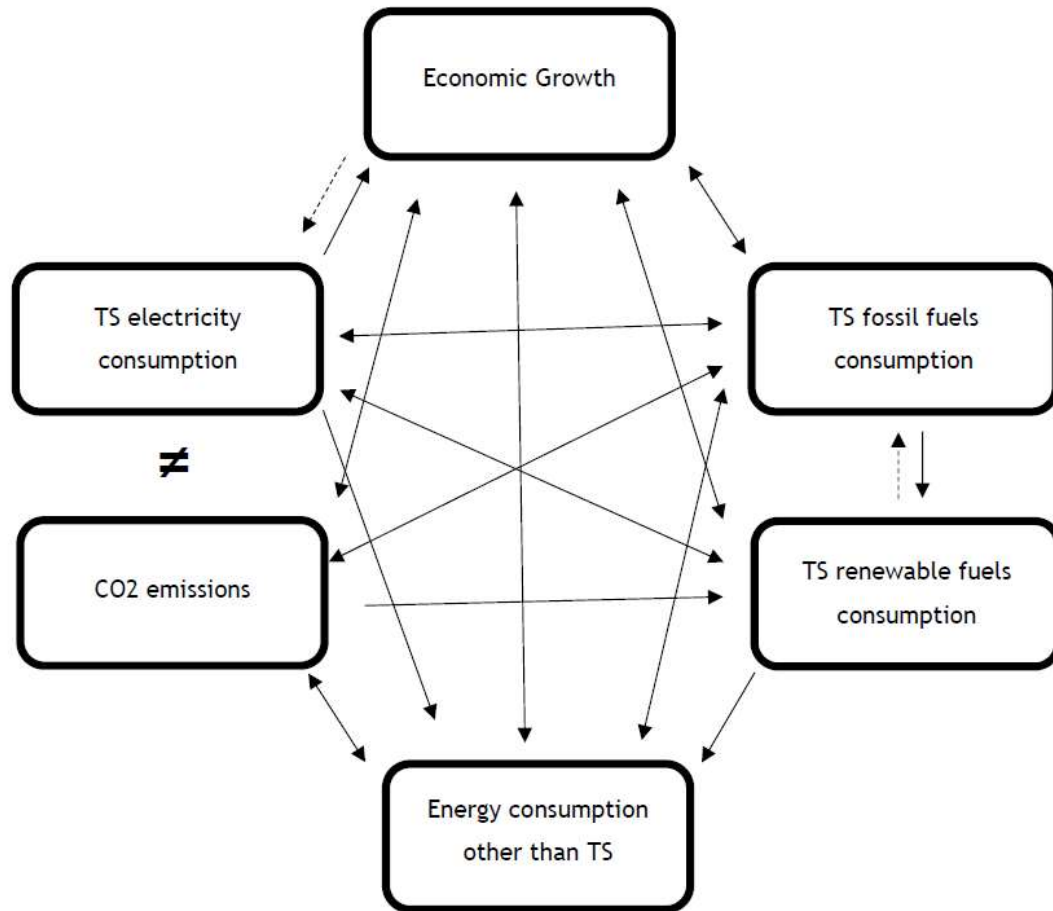 Economic Growth
TS electricity
consumption
TS fossil fuels
consumption
≠
CO2 emissions
TS renewable fuels
consumption
Energy consumption
other than TS